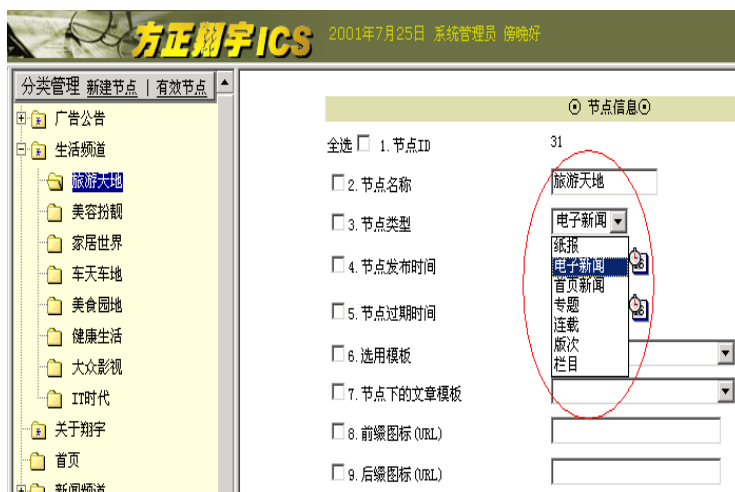 方正翔宇ICS
2001年7月25日 系统管理员 傍晚好
分类管理 新建节点 | 有效节点
广告公告
生活频道
旅游天地
美容扮靓
家居世界
车天车地
美食园地
健康生活
大众影视
IT时代
关于翔宇
首页
新闻频道
节点信息
全选 1.节点ID 31
2.节点名称 旅游天地
3.节点类型 电子新闻
纸报
电子新闻
首页新闻
专题
连载
版次
栏目
4.节点发布时间
5.节点过期时间
6.选用模板
7.节点下的文章模板
8.前缀图标(URL)
9.后缀图标(URL)